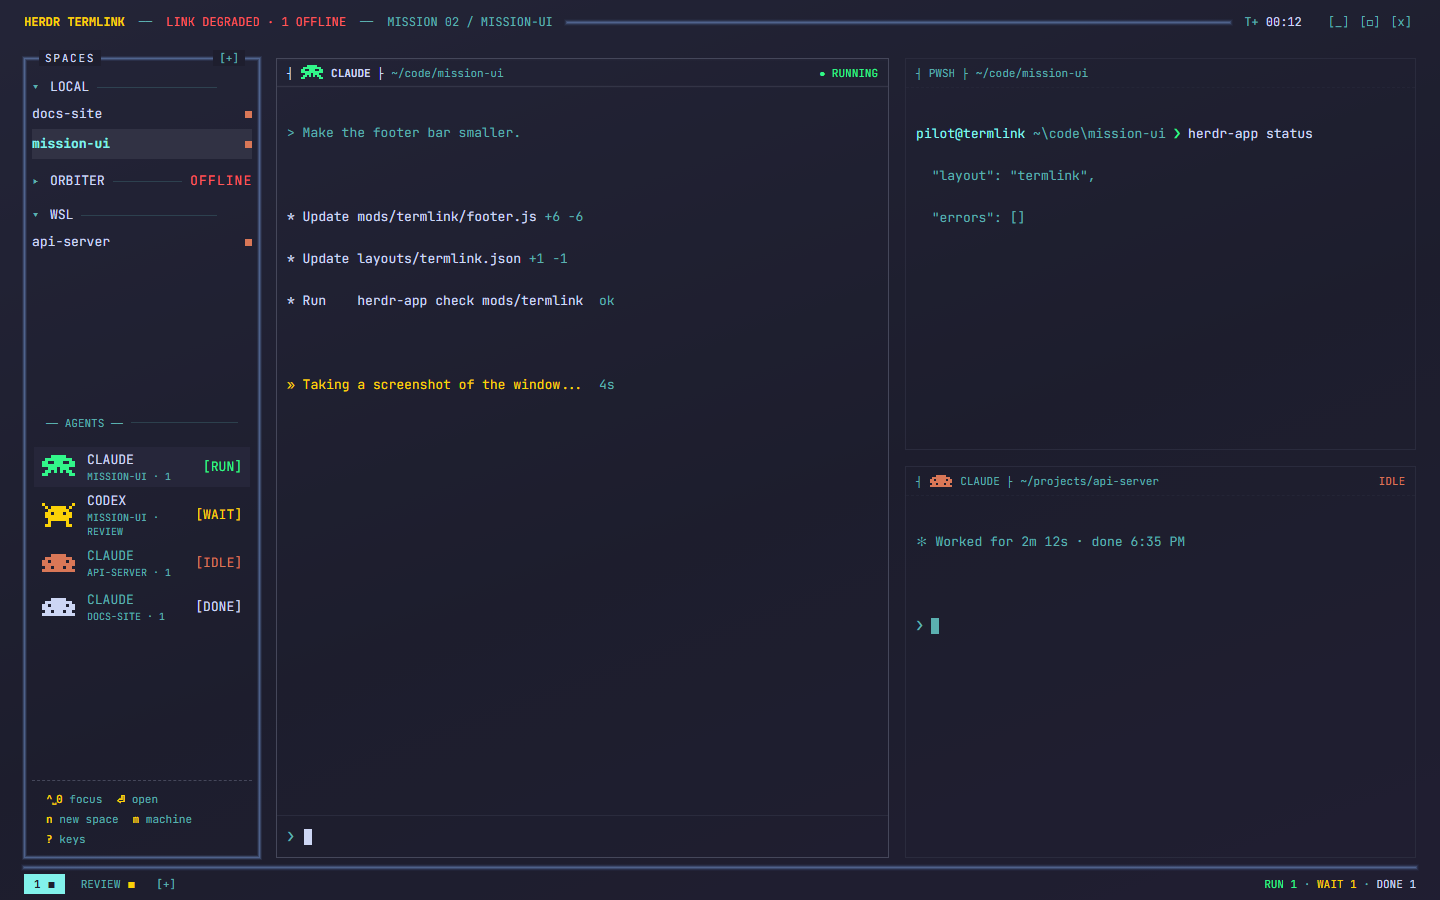 HERDR TERMLINK — LINK DEGRADED · 1 OFFLINE — MISSION 02 / MISSION-UI T+ 00:12 [_] [□] [x]
SPACES [+]
▾ LOCAL
docs-site
mission-ui
▸ ORBITER OFFLINE
▾ WSL
api-server
— AGENTS —
CLAUDE [RUN]
MISSION-UI · 1
CODEX [WAIT]
MISSION-UI ·
REVIEW
CLAUDE [IDLE]
API-SERVER · 1
CLAUDE [DONE]
DOCS-SITE · 1
focus open
n new space m machine
? keys
┤ CLAUDE ├ ~/code/mission-ui ● RUNNING
> Make the footer bar smaller.
* Update mods/termlink/footer.js +6 -6
* Update layouts/termlink.json +1 -1
* Run herdr-app check mods/termlink ok
» Taking a screenshot of the window... 4s
❯
┤ PWSH ├ ~/code/mission-ui
pilot@termlink ~\code\mission-ui ❯ herdr-app status
"layout": "termlink",
"errors": []
┤ CLAUDE ├ ~/projects/api-server IDLE
✻ Worked for 2m 12s · done 6:35 PM
❯
1 ■ REVIEW ■ [+] RUN 1 · WAIT 1 · DONE 1